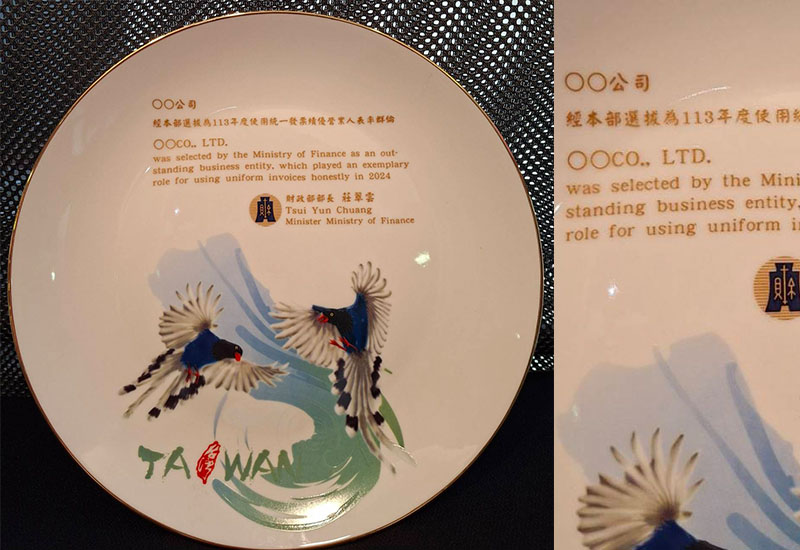 ○○公司
經本部選拔為113年度使用統一發票績優營業人表率群倫
○○CO., LTD.
was selected by the Ministry of Finance as an out-
standing business entity, which played an exemplary
role for using uniform invoices honestly in 2024
財政部部長 莊翠雲
Tsui Yun Chuang
Minister Ministry of Finance
TAIWAN
台灣
○○公司
經本部選拔為113年度使用統
○○CO., LTD.
was selected by the Mini
standing business entity,
role for using uniform i
財